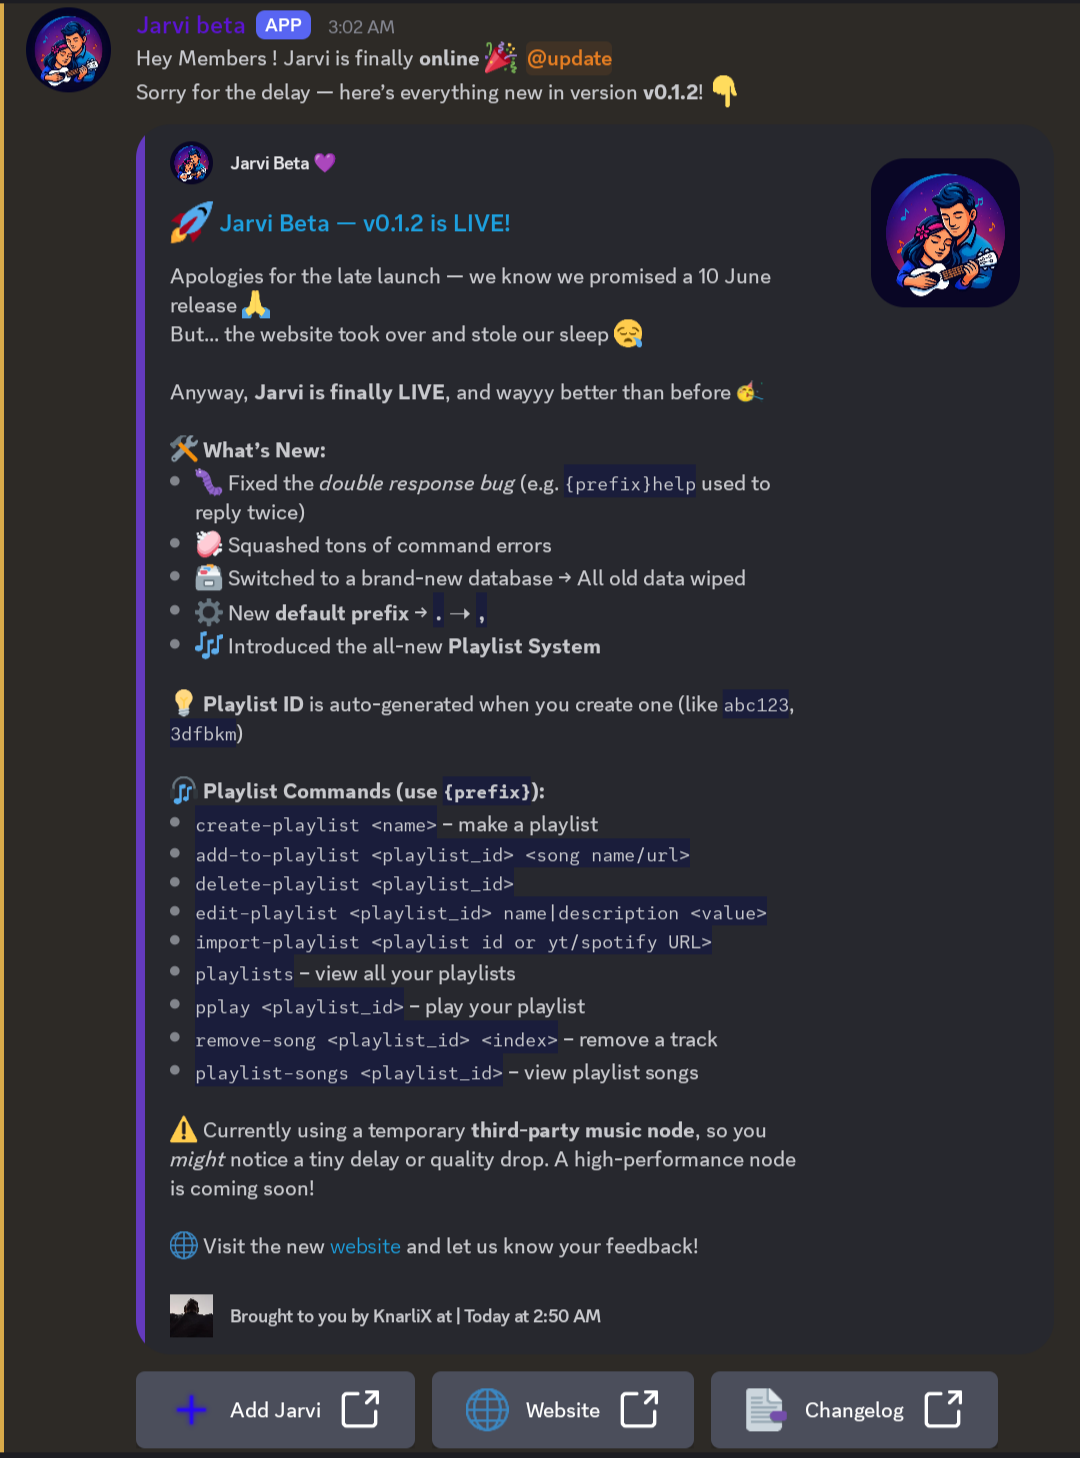 Jarvi beta APP 3:02 AM
Hey Members ! Jarvi is finally online 🎉 @update
Sorry for the delay — here's everything new in version v0.1.2! 👇
Jarvi Beta 💜
🚀 Jarvi Beta — v0.1.2 is LIVE!
Apologies for the late launch — we know we promised a 10 June
release 🙏
But... the website took over and stole our sleep 😪
Anyway, Jarvi is finally LIVE, and wayyy better than before 🥳
🛠️ What's New:
• 🐛 Fixed the double response bug (e.g. {prefix}help used to
reply twice)
• 🧼 Squashed tons of command errors
• 🗃️ Switched to a brand-new database → All old data wiped
• ⚙️ New default prefix → . → ,
• 🎶 Introduced the all-new Playlist System
💡 Playlist ID is auto-generated when you create one (like abc123,
3dfbkm)
🎧 Playlist Commands (use {prefix}):
• create-playlist <name> – make a playlist
• add-to-playlist <playlist_id> <song name/url>
• delete-playlist <playlist_id>
• edit-playlist <playlist_id> name|description <value>
• import-playlist <playlist id or yt/spotify URL>
• playlists – view all your playlists
• pplay <playlist_id> – play your playlist
• remove-song <playlist_id> <index> – remove a track
• playlist-songs <playlist_id> – view playlist songs
⚠️ Currently using a temporary third-party music node, so you
might notice a tiny delay or quality drop. A high-performance node
is coming soon!
🌐 Visit the new website and let us know your feedback!
Brought to you by KnarliX at | Today at 2:50 AM
Add Jarvi Website Changelog